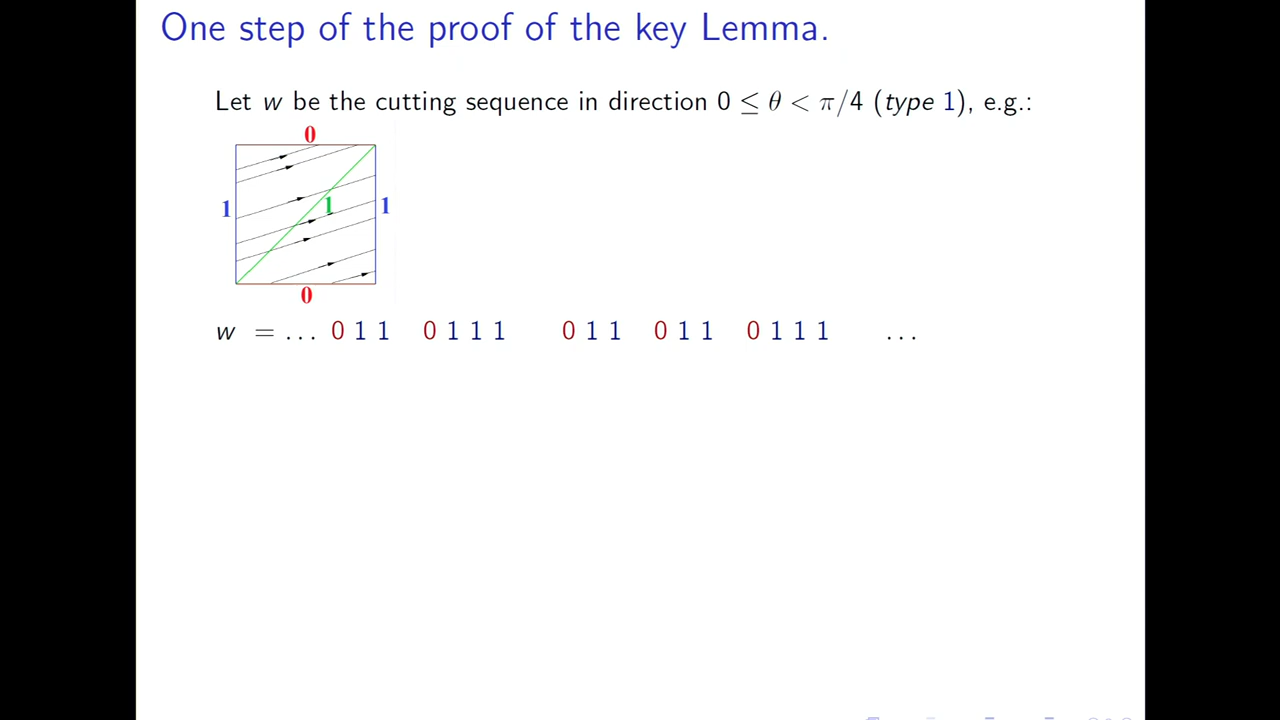 One step of the proof of the key Lemma.
Let w be the cutting sequence in direction 0 ≤ θ < π/4 (type 1), e.g.:
0
1 1 1
0
w = … 0 1 1 0 1 1 1 0 1 1 0 1 1 0 1 1 1 …